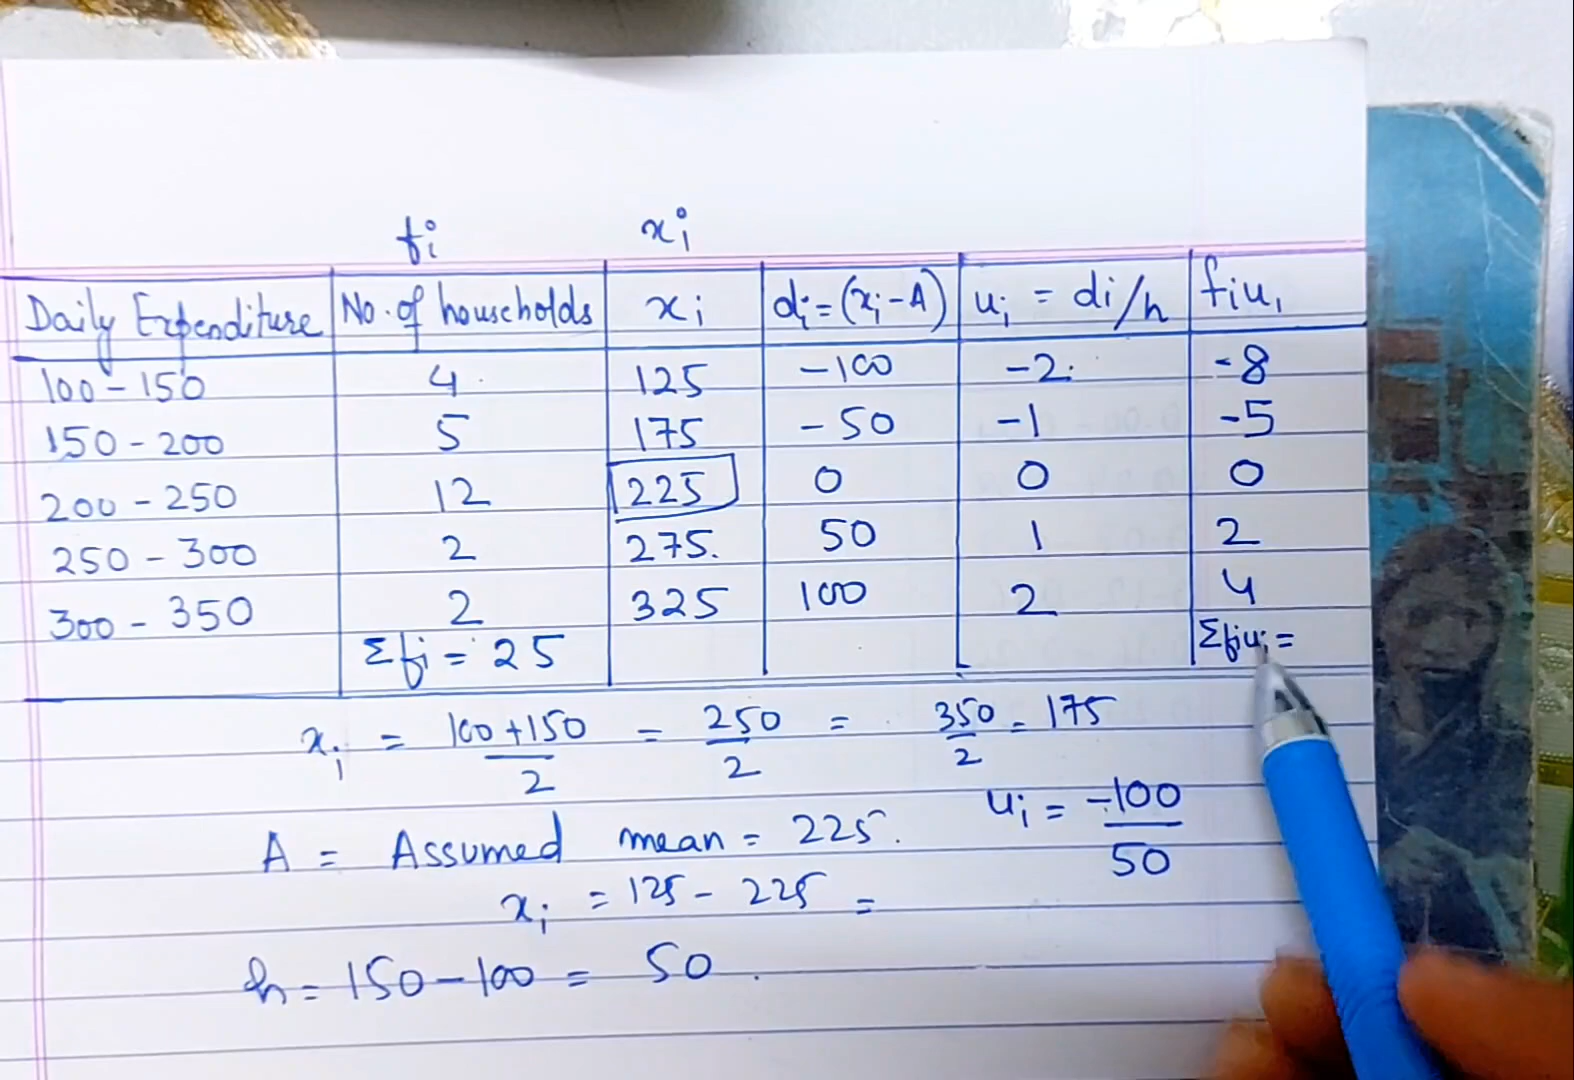 fi xi
Daily Expenditure No. of households xi di=(xi-A) ui = di/h fiui
100-150 4 125 -100 -2 -8
150-200 5 175 -50 -1 -5
200-250 12 225 0 0 0
250-300 2 275. 50 1 2
300-350 2 325 100 2 4
Σfi = 25 Σfiui =
xi = 100+150/2 = 250/2 = 350/2 = 175
A = Assumed mean = 225. ui = -100/50
xi = 125 - 225 =
h = 150-100 = 50.